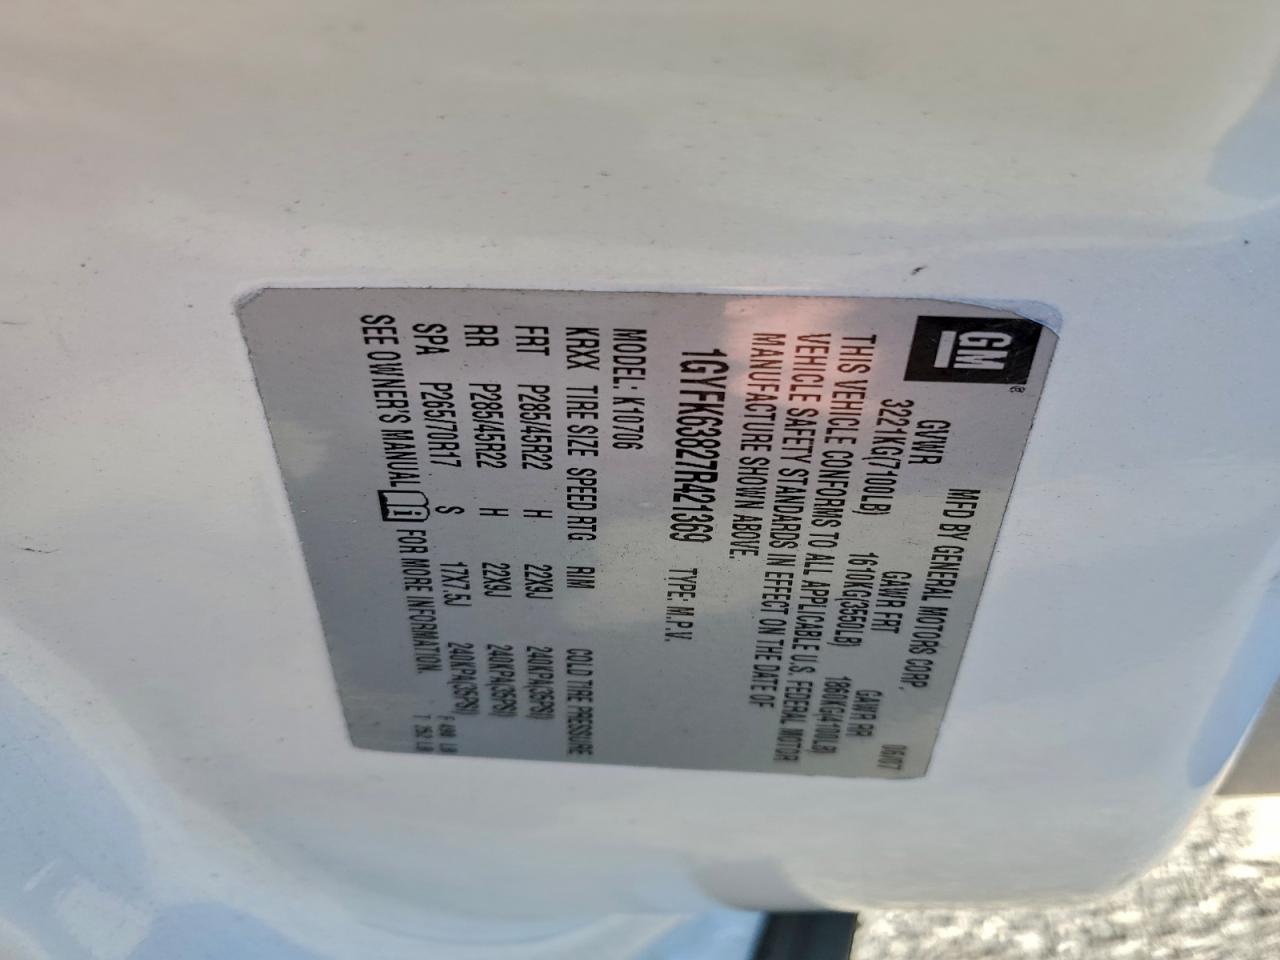 GM®
MFD BY GENERAL MOTORS CORP. 06/07
GVWR GAWR FRT GAWR RR
3221KG(7100LB) 1610KG(3550LB) 1860KG(4100LB)
THIS VEHICLE CONFORMS TO ALL APPLICABLE U.S. FEDERAL MOTOR
VEHICLE SAFETY STANDARDS IN EFFECT ON THE DATE OF
MANUFACTURE SHOWN ABOVE.
1GYFK63827R421369 TYPE: M.P.V.
MODEL: K10706
KRXX TIRE SIZE SPEED RTG RIM COLD TIRE PRESSURE
FRT P285/45R22 H 22X9J 240KPA(35PSI)
RR P285/45R22 H 22X9J 240KPA(35PSI)
SPA P265/70R17 S 17X7.5J 240KPA(35PSI)
SEE OWNER'S MANUAL FOR MORE INFORMATION.